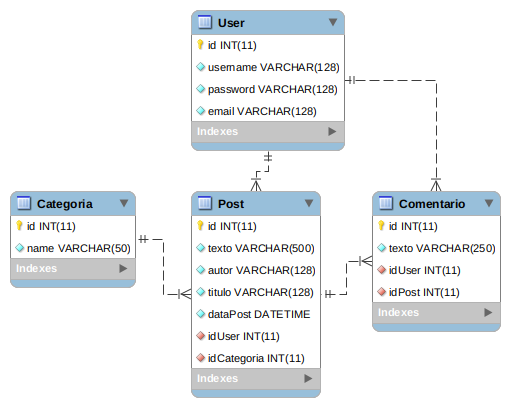 User
id INT(11)
username VARCHAR(128)
password VARCHAR(128)
email VARCHAR(128)
Indexes
Categoria
id INT(11)
name VARCHAR(50)
Indexes
Post
id INT(11)
texto VARCHAR(500)
autor VARCHAR(128)
titulo VARCHAR(128)
dataPost DATETIME
idUser INT(11)
idCategoria INT(11)
Indexes
Comentario
id INT(11)
texto VARCHAR(250)
idUser INT(11)
idPost INT(11)
Indexes